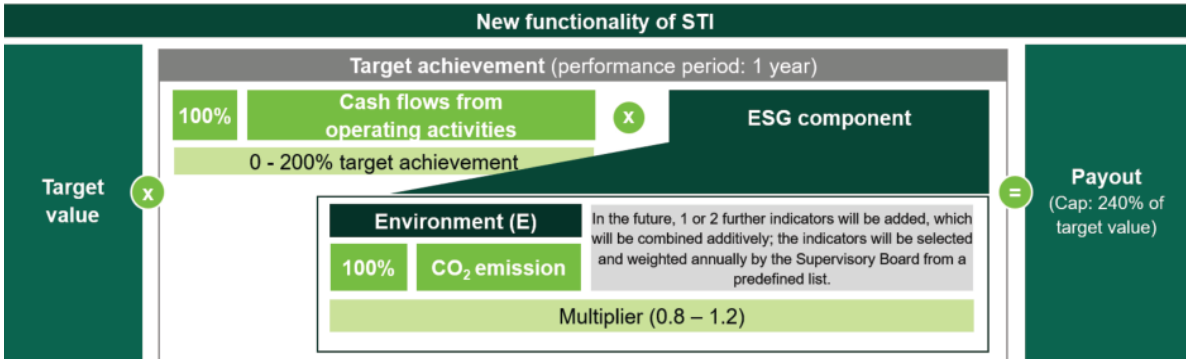 New functionality of STI
Target achievement (performance period: 1 year)
100%
Cash flows from
operating activities
x
ESG component
0 - 200% target achievement
Target
value
x
=
Payout
(Cap: 240% of
target value)
Environment (E)
In the future, 1 or 2 further indicators will be added, which
will be combined additively; the indicators will be selected
and weighted annually by the Supervisory Board from a
predefined list.
100%
CO₂ emission
Multiplier (0.8 – 1.2)